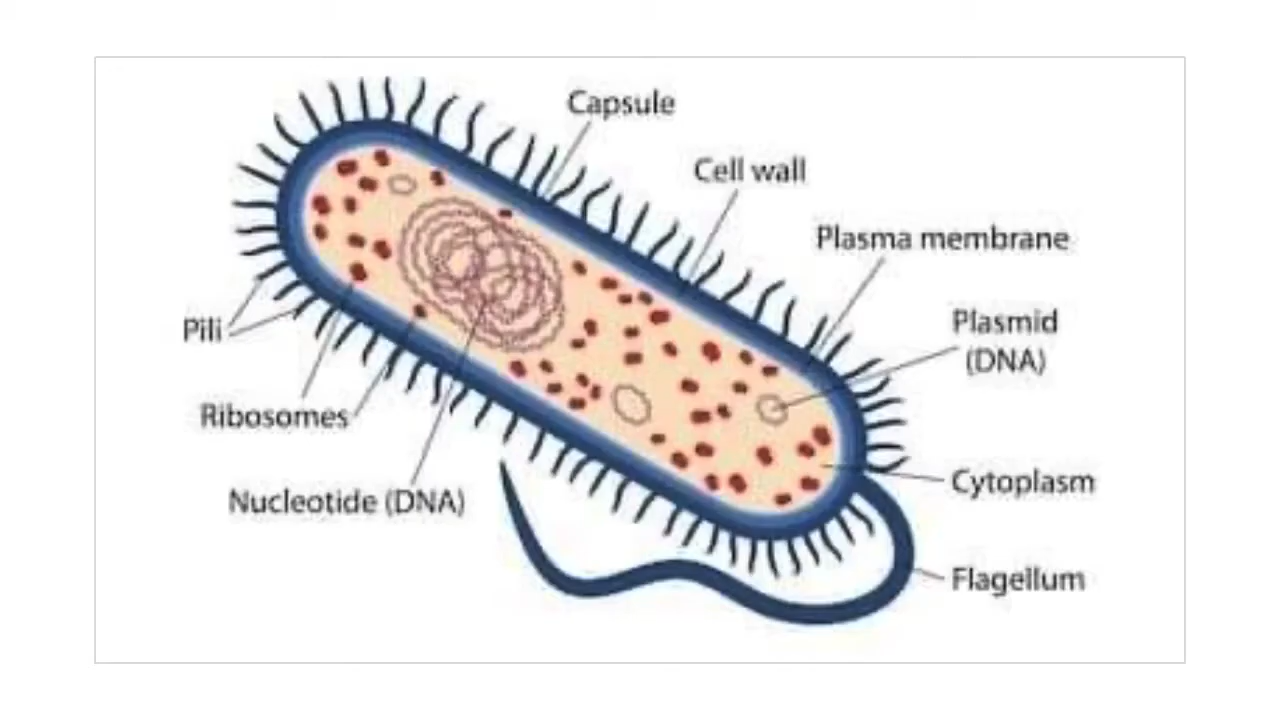 Capsule
Cell wall
Plasma membrane
Plasmid
(DNA)
Pili
Ribosomes
Cytoplasm
Nucleotide (DNA)
Flagellum